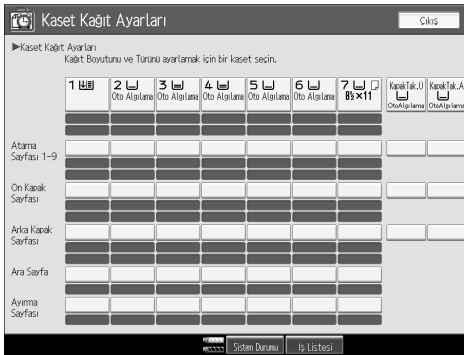 Kaset Kağıt Ayarları
Çıkış
▶Kaset Kağıt Ayarları
Kağıt Boyutunu ve Türünü ayarlamak için bir kaset seçin.
1 2 3 4 5 6 7 KapakTak.Ü KapakTak.A
Oto Algılama Oto Algılama Oto Algılama Oto Algılama Oto Algılama 8½×11 OtoAlgılama OtoAlgılama
Atama
Sayfası 1-9
Ön Kapak
Sayfası
Arka Kapak
Sayfası
Ara Sayfa
Ayırma
Sayfası
Sistem Durumu İş Listesi